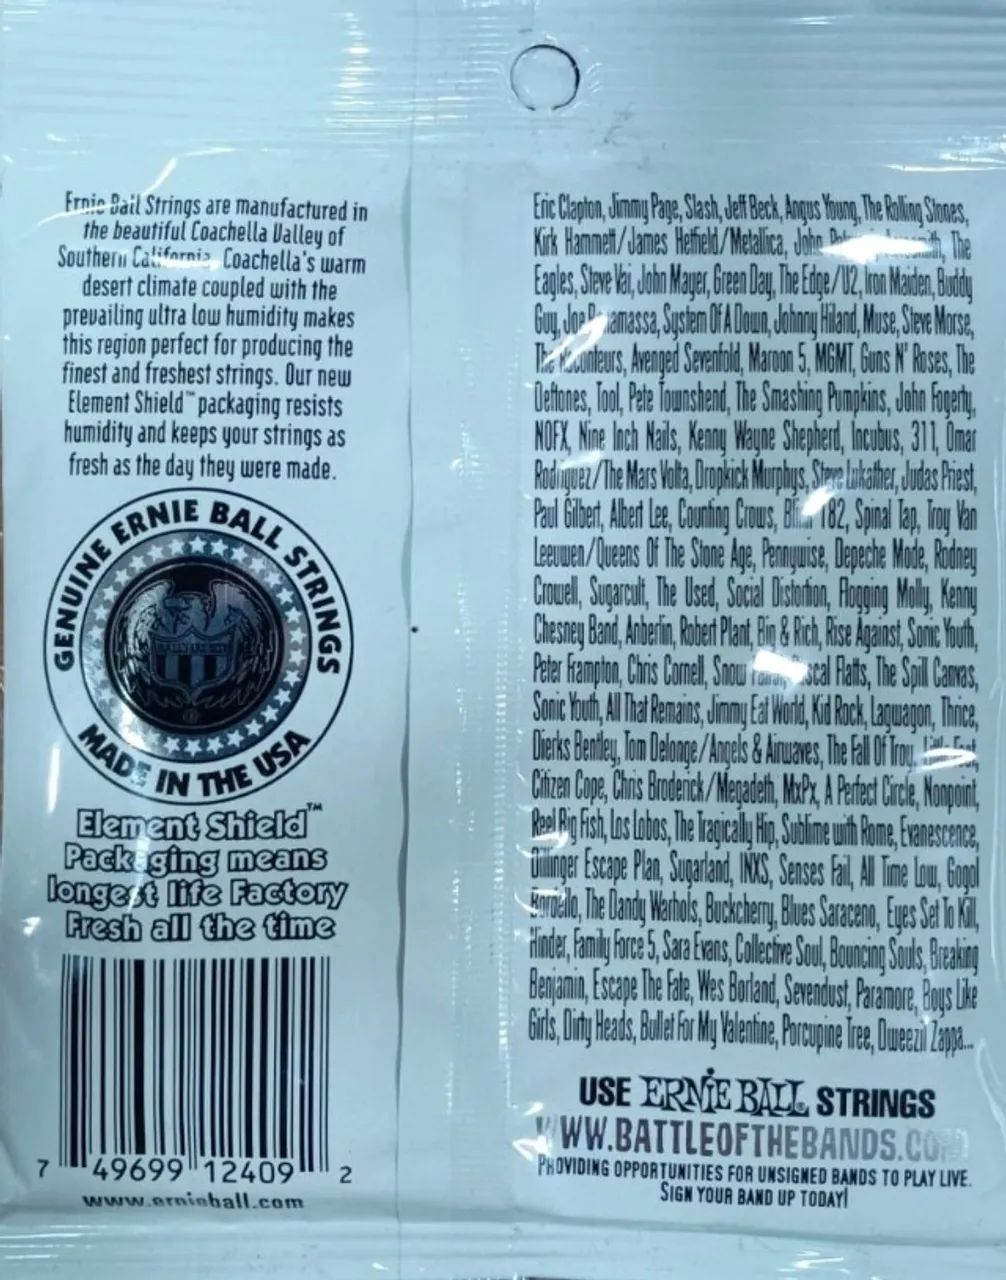 Ernie Ball Strings are manufactured in
the beautiful Coachella Valley of
Southern California. Coachella's warm
desert climate coupled with the
prevailing ultra low humidity makes
this region perfect for producing the
finest and freshest strings. Our new
Element Shield™ packaging resists
humidity and keeps your strings as
fresh as the day they were made.
GENUINE ERNIE BALL STRINGS
MADE IN THE USA
Element Shield™
Packaging means
longest life Factory
Fresh all the time
7 49699 12409 2
www.ernieball.com
Eric Clapton, Jimmy Page, Slash, Jeff Beck, Angus Young, The Rolling Stones,
Kirk Hammett/James Hetfield/Metallica, John The
Eagles, Steve Vai, John Mayer, Green Day, The Edge/U2, Iron Maiden, Buddy
Guy, Joe Bonamassa, System Of A Down, Johnny Hiland, Muse, Steve Morse,
The Raconteurs, Avenged Sevenfold, Maroon 5, MGMT, Guns N' Roses, The
Deftones, Tool, Pete Townshend, The Smashing Pumpkins, John Fogerty,
NOFX, Nine Inch Nails, Kenny Wayne Shepherd, Incubus, 311, Omar
Rodriguez/The Mars Volta, Dropkick Murphys, Steve Lukather, Judas Priest,
Paul Gilbert, Albert Lee, Counting Crows, Blink 182, Spinal Tap, Troy Van
Leeuwen/Queens Of The Stone Age, Pennywise, Depeche Mode, Rodney
Crowell, Sugarcult, The Used, Social Distortion, Flogging Molly, Kenny
Chesney Band, Anberlin, Robert Plant, Big & Rich, Rise Against, Sonic Youth,
Peter Frampton, Chris Cornell, Snow Flatts, The Spill Canvas,
Sonic Youth, All That Remains, Jimmy Eat World, Kid Rock, Lagwagon, Thrice,
Dierks Bentley, Tom Delonge/Angels & Airwaves, The Fall Of Troy,
Citizen Cope, Chris Broderick/Megadeth, MxPx, A Perfect Circle, Nonpoint,
Reel Big Fish, Los Lobos, The Tragically Hip, Sublime with Rome, Evanescence,
Dillinger Escape Plan, Sugarland, INXS, Senses Fail, All Time Low, Gogol
Bordello, The Dandy Warhols, Buckcherry, Blues Saraceno, Eyes Set To Kill,
Hinder, Family Force 5, Sara Evans, Collective Soul, Bouncing Souls, Breaking
Benjamin, Escape The Fate, Wes Borland, Sevendust, Paramore, Boys Like
Girls, Dirty Heads, Bullet For My Valentine, Porcupine Tree, Dweezil Zappa...
USE ERNIE BALL STRINGS
WWW.BATTLEOFTHEBANDS.COM
PROVIDING OPPORTUNITIES FOR UNSIGNED BANDS TO PLAY LIVE.
SIGN YOUR BAND UP TODAY!